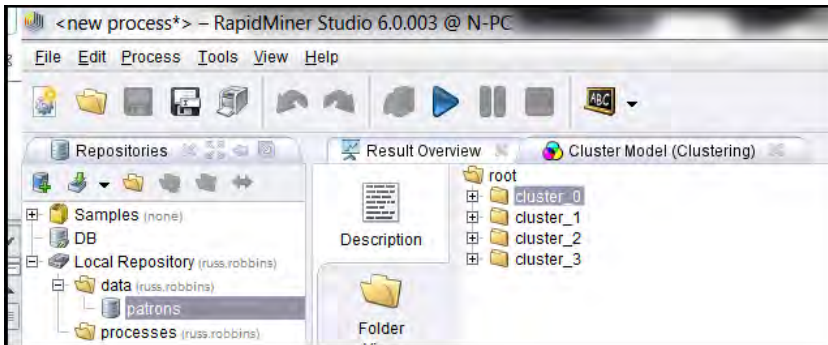 <new process*> – RapidMiner Studio 6.0.003 @ N-PC
File Edit Process Tools View Help
ABC
Repositories
Result Overview
Cluster Model (Clustering)
Samples (none)
DB
Local Repository (russ.robbins)
data (russ.robbins)
patrons
processes (russ.robbins)
Description
Folder
root
cluster_0
cluster_1
cluster_2
cluster_3